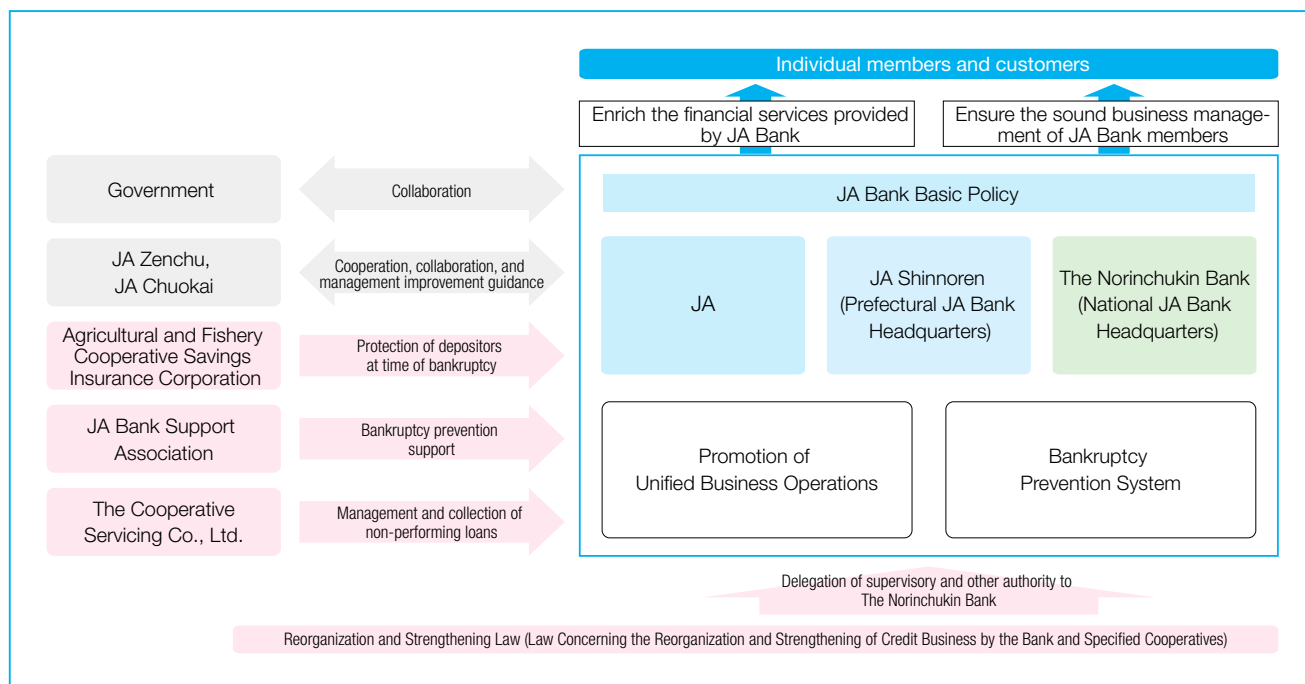 Individual members and customers
Enrich the financial services provided
by JA Bank
Ensure the sound business manage-
ment of JA Bank members
Government
Collaboration
JA Bank Basic Policy
JA Zenchu,
JA Chuokai
Cooperation, collaboration, and
management improvement guidance
JA
JA Shinnoren
(Prefectural JA Bank
Headquarters)
The Norinchukin Bank
(National JA Bank
Headquarters)
Agricultural and Fishery
Cooperative Savings
Insurance Corporation
Protection of depositors
at time of bankruptcy
JA Bank Support
Association
Bankruptcy prevention
support
Promotion of
Unified Business Operations
Bankruptcy
Prevention System
The Cooperative
Servicing Co., Ltd.
Management and collection of
non-performing loans
Delegation of supervisory and other authority to
The Norinchukin Bank
Reorganization and Strengthening Law (Law Concerning the Reorganization and Strengthening of Credit Business by the Bank and Specified Cooperatives)